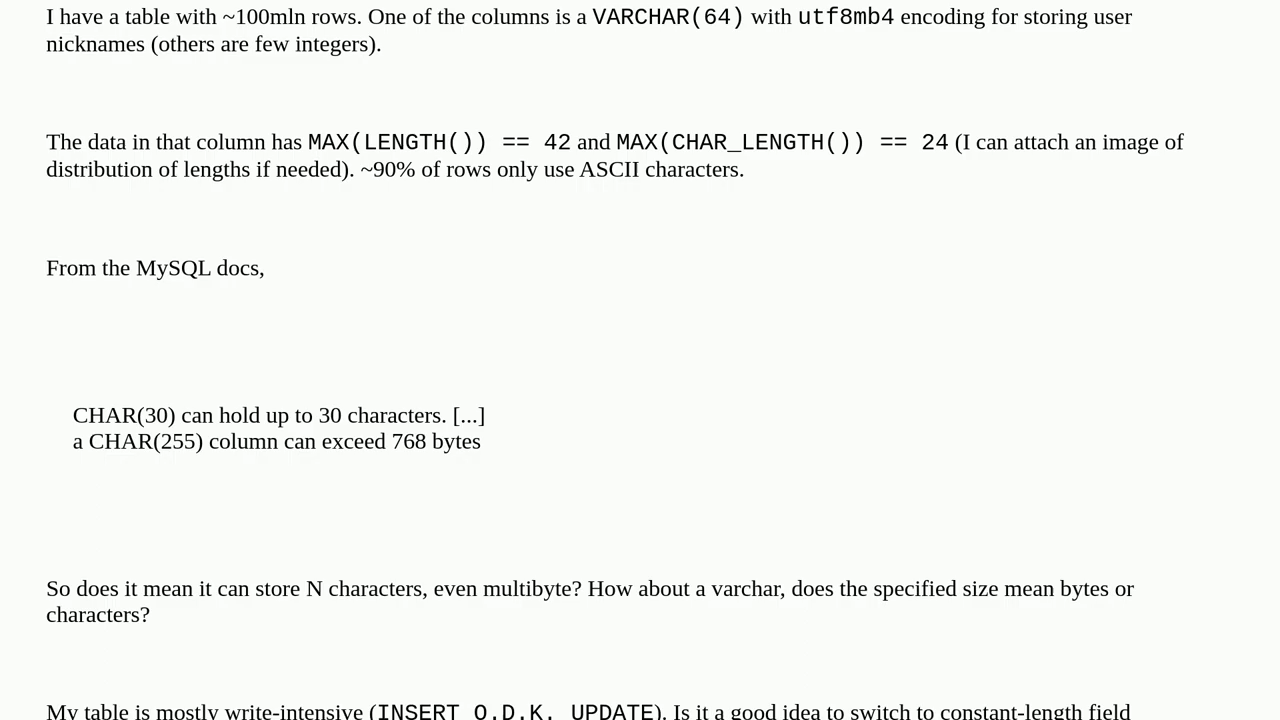 I have a table with ~100mln rows. One of the columns is a VARCHAR(64) with utf8mb4 encoding for storing user
nicknames (others are few integers).
The data in that column has MAX(LENGTH()) == 42 and MAX(CHAR_LENGTH()) == 24 (I can attach an image of
distribution of lengths if needed). ~90% of rows only use ASCII characters.
From the MySQL docs,
CHAR(30) can hold up to 30 characters. [...]
a CHAR(255) column can exceed 768 bytes
So does it mean it can store N characters, even multibyte? How about a varchar, does the specified size mean bytes or
characters?
My table is mostly write-intensive (INSERT O.D.K. UPDATE). Is it a good idea to switch to constant-length field